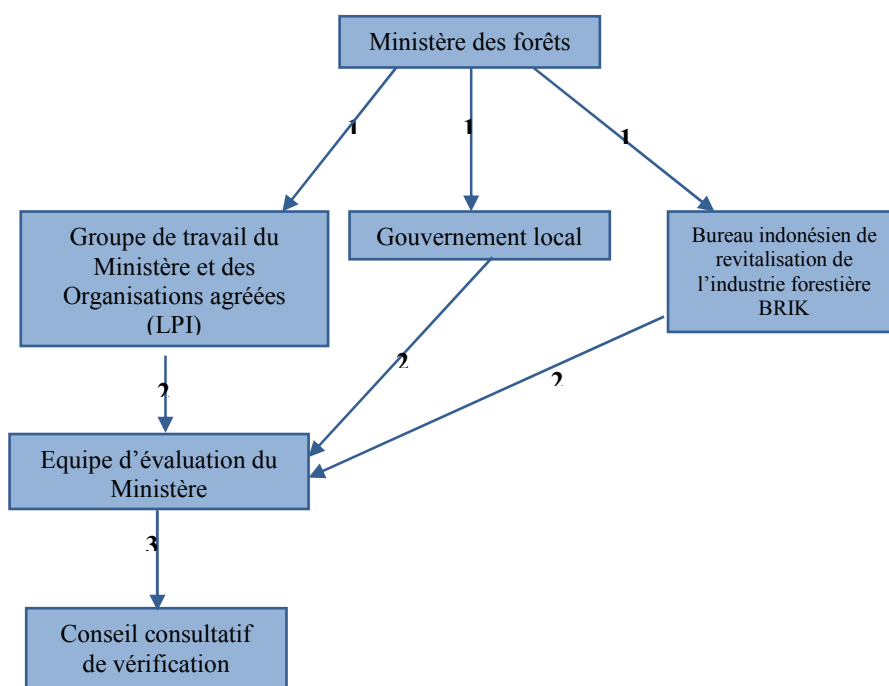 Ministère des forêts
1
1
1
Groupe de travail du
Ministère et des
Organisations agréées
(LPI)
Gouvernement local
Bureau indonésien de
revitalisation de
l’industrie forestière
BRIK
2
2
2
Equipe d’évaluation du
Ministère
3
Conseil consultatif
de vérification